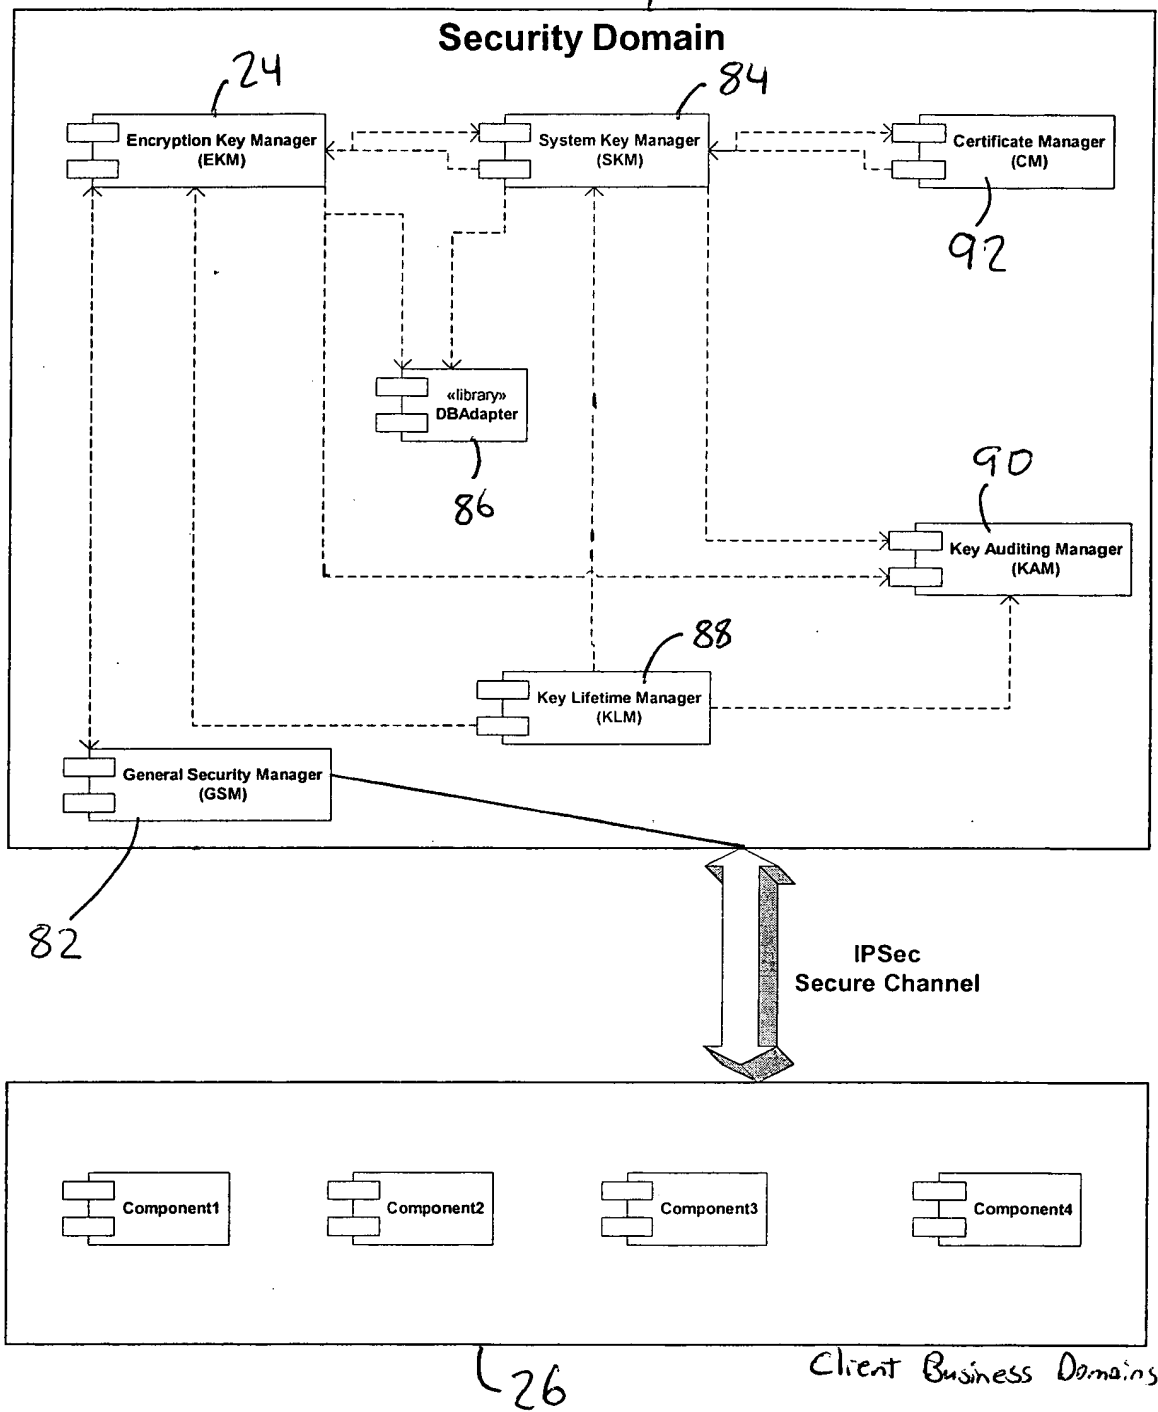 Security Domain
24
84
Encryption Key Manager
(EKM)
System Key Manager
(SKM)
Certificate Manager
(CM)
92
«library»
DBAdapter
86
90
Key Auditing Manager
(KAM)
88
Key Lifetime Manager
(KLM)
General Security Manager
(GSM)
82
IPSec
Secure Channel
Component1
Component2
Component3
Component4
26
Client Business Domains